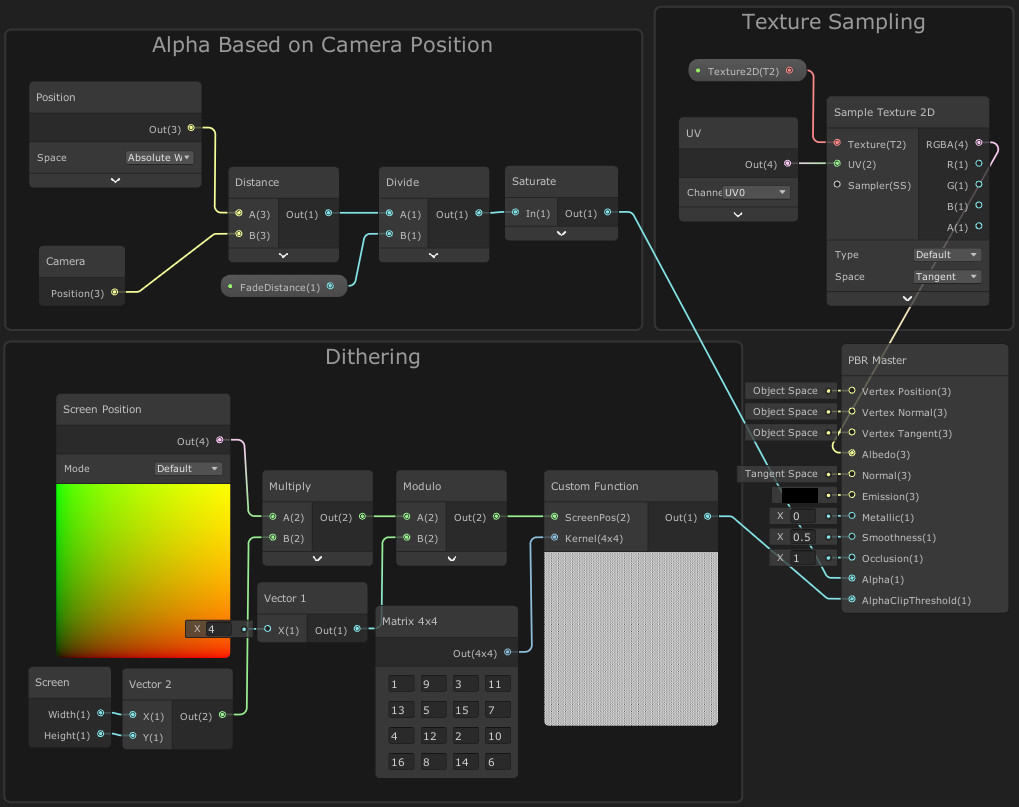 Alpha Based on Camera Position
Position
Out(3)
Space
Absolute W
Distance
A(3)
Out(1)
B(3)
Camera
Position(3)
FadeDistance(1)
Divide
A(1)
Out(1)
B(1)
Saturate
In(1)
Out(1)
Texture Sampling
Texture2D(T2)
UV
Out(4)
Channe
UV0
Sample Texture 2D
Texture(T2)
RGBA(4)
UV(2)
R(1)
Sampler(SS)
G(1)
B(1)
A(1)
Type
Default
Space
Tangent
Dithering
Screen Position
Out(4)
Mode
Default
Multiply
A(2)
Out(2)
B(2)
Modulo
A(2)
Out(2)
B(2)
Custom Function
ScreenPos(2)
Out(1)
Kernel(4x4)
Vector 1
X 4
X(1)
Out(1)
Matrix 4x4
Out(4x4)
1 9 3 11
13 5 15 7
4 12 2 10
16 8 14 6
Screen
Width(1)
Height(1)
Vector 2
X(1)
Out(2)
Y(1)
PBR Master
Object Space Vertex Position(3)
Object Space Vertex Normal(3)
Object Space Vertex Tangent(3)
Albedo(3)
Tangent Space Normal(3)
Emission(3)
X 0 Metallic(1)
X 0.5 Smoothness(1)
X 1 Occlusion(1)
Alpha(1)
AlphaClipThreshold(1)